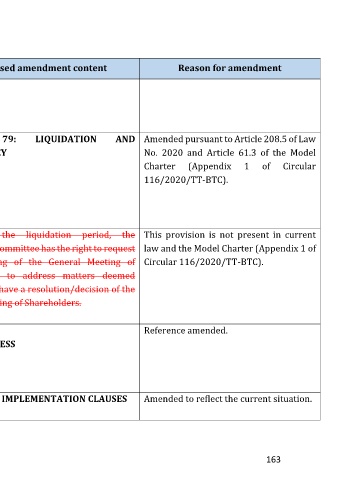 sed amendment content
Reason for amendment
79: LIQUIDATION AND
CY
Amended pursuant to Article 208.5 of Law
No. 2020 and Article 61.3 of the Model
Charter (Appendix 1 of Circular
116/2020/TT-BTC).
the liquidation period, the
ommittee has the right to request
ng of the General Meeting of
to address matters deemed
have a resolution/decision of the
ing of Shareholders.
This provision is not present in current
law and the Model Charter (Appendix 1 of
Circular 116/2020/TT-BTC).
ESS
Reference amended.
IMPLEMENTATION CLAUSES
Amended to reflect the current situation.
163